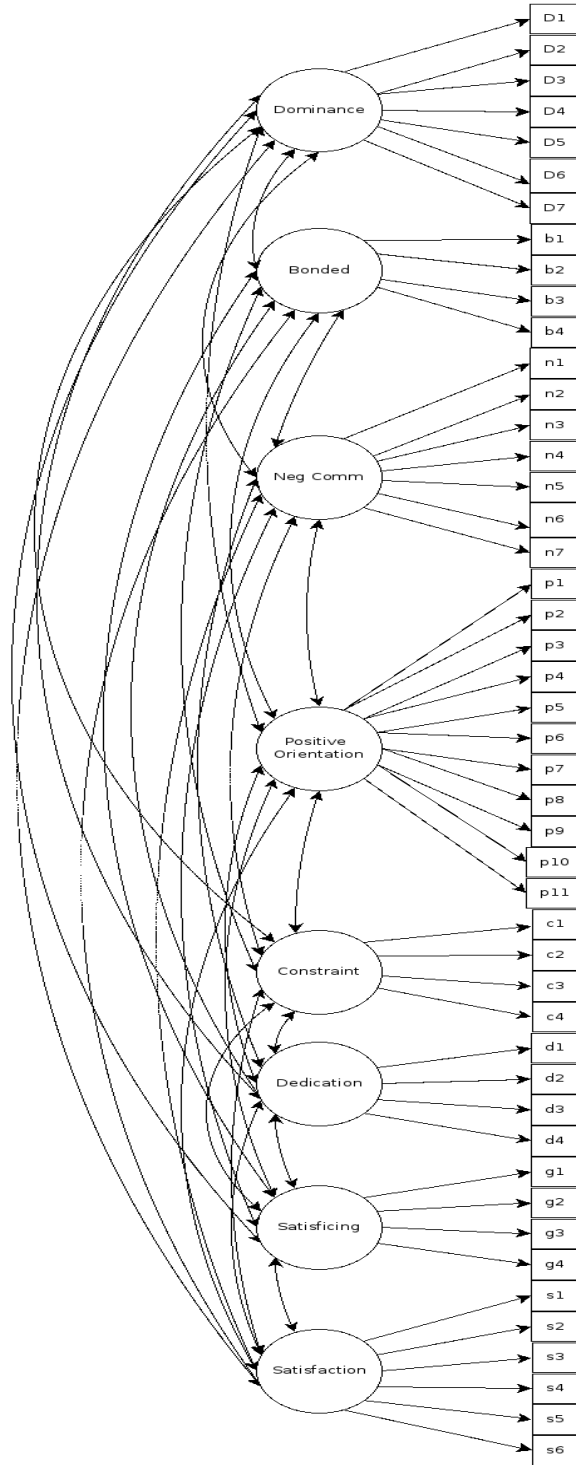 D1
D2
D3
Dominance
D4
D5
D6
D7
b1
b2
Bonded
b3
b4
n1
n2
n3
n4
Neg Comm
n5
n6
n7
p1
p2
p3
p4
p5
p6
Positive
Orientation
p7
p8
p9
p10
p11
c1
c2
Constraint
c3
c4
d1
d2
Dedication
d3
d4
g1
g2
Satisficing
g3
g4
s1
s2
s3
Satisfaction
s4
s5
s6